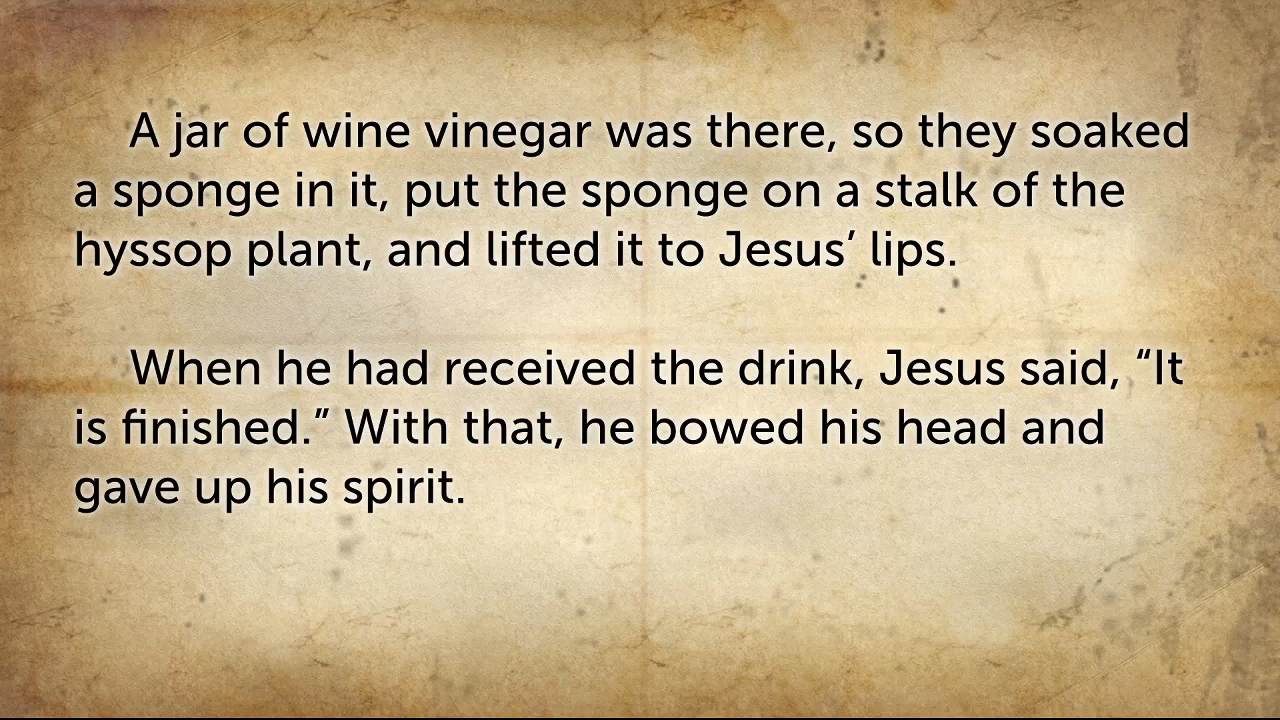 A jar of wine vinegar was there, so they soaked
a sponge in it, put the sponge on a stalk of the
hyssop plant, and lifted it to Jesus’ lips.
When he had received the drink, Jesus said, “It
is finished.” With that, he bowed his head and
gave up his spirit.